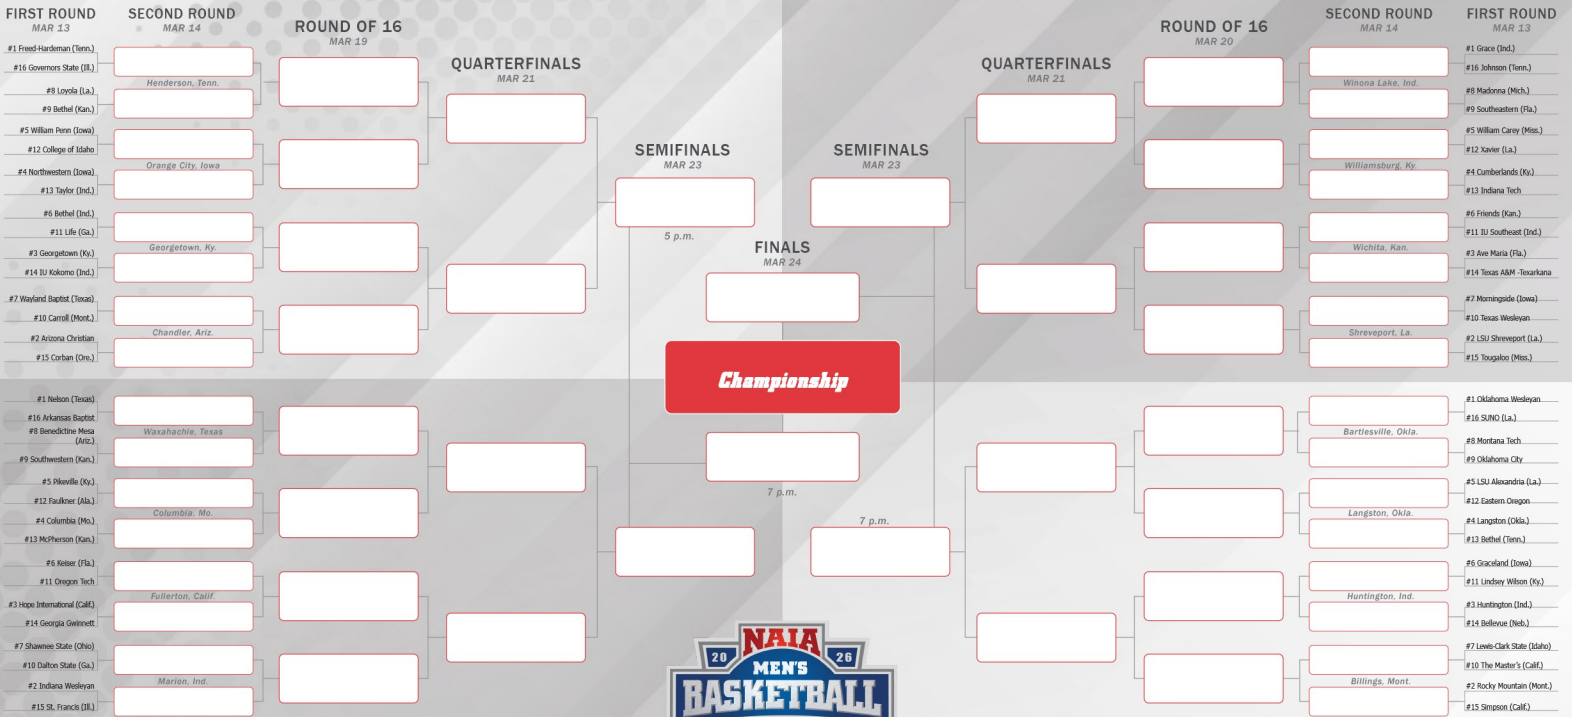 FIRST ROUND
MAR 13
SECOND ROUND
MAR 14
ROUND OF 16
MAR 19
QUARTERFINALS
MAR 21
SEMIFINALS
MAR 23
SEMIFINALS
MAR 23
QUARTERFINALS
MAR 21
ROUND OF 16
MAR 20
SECOND ROUND
MAR 14
FIRST ROUND
MAR 13
#1 Freed-Hardeman (Tenn.)
#16 Governors State (Ill.)
Henderson, Tenn.
#8 Loyola (La.)
#9 Bethel (Kan.)
#5 William Penn (Iowa)
#12 College of Idaho
Orange City, Iowa
#4 Northwestern (Iowa)
#13 Taylor (Ind.)
#6 Bethel (Ind.)
#11 Life (Ga.)
Georgetown, Ky.
#3 Georgetown (Ky.)
#14 IU Kokomo (Ind.)
#7 Wayland Baptist (Texas)
#10 Carroll (Mont.)
Chandler, Ariz.
#2 Arizona Christian
#15 Corban (Ore.)
#1 Nelson (Texas)
#16 Arkansas Baptist
Waxahachie, Texas
#8 Benedictine Mesa
(Ariz.)
#9 Southwestern (Kan.)
#5 Pikeville (Ky.)
#12 Faulkner (Ala.)
Columbia, Mo.
#4 Columbia (Mo.)
#13 McPherson (Kan.)
#6 Keiser (Fla.)
#11 Oregon Tech
Fullerton, Calif.
#3 Hope International (Calif.)
#14 Georgia Gwinnett
#7 Shawnee State (Ohio)
#10 Dalton State (Ga.)
Marion, Ind.
#2 Indiana Wesleyan
#15 St. Francis (Ill.)
5 p.m.
FINALS
MAR 24
Championship
7 p.m.
7 p.m.
NAIA
20 26
MEN'S
BASKETBALL
#1 Grace (Ind.)
#16 Johnson (Tenn.)
Winona Lake, Ind.
#8 Madonna (Mich.)
#9 Southeastern (Fla.)
#5 William Carey (Miss.)
#12 Xavier (La.)
Williamsburg, Ky.
#4 Cumberlands (Ky.)
#13 Indiana Tech
#6 Friends (Kan.)
#11 IU Southeast (Ind.)
Wichita, Kan.
#3 Ave Maria (Fla.)
#14 Texas A&M -Texarkana
#7 Morningside (Iowa)
#10 Texas Wesleyan
Shreveport, La.
#2 LSU Shreveport (La.)
#15 Tougaloo (Miss.)
#1 Oklahoma Wesleyan
#16 SUNO (La.)
Bartlesville, Okla.
#8 Montana Tech
#9 Oklahoma City
#5 LSU Alexandria (La.)
#12 Eastern Oregon
Langston, Okla.
#4 Langston (Okla.)
#13 Bethel (Tenn.)
#6 Graceland (Iowa)
#11 Lindsey Wilson (Ky.)
Huntington, Ind.
#3 Huntington (Ind.)
#14 Bellevue (Neb.)
#7 Lewis-Clark State (Idaho)
#10 The Master's (Calif.)
Billings, Mont.
#2 Rocky Mountain (Mont.)
#15 Simpson (Calif.)